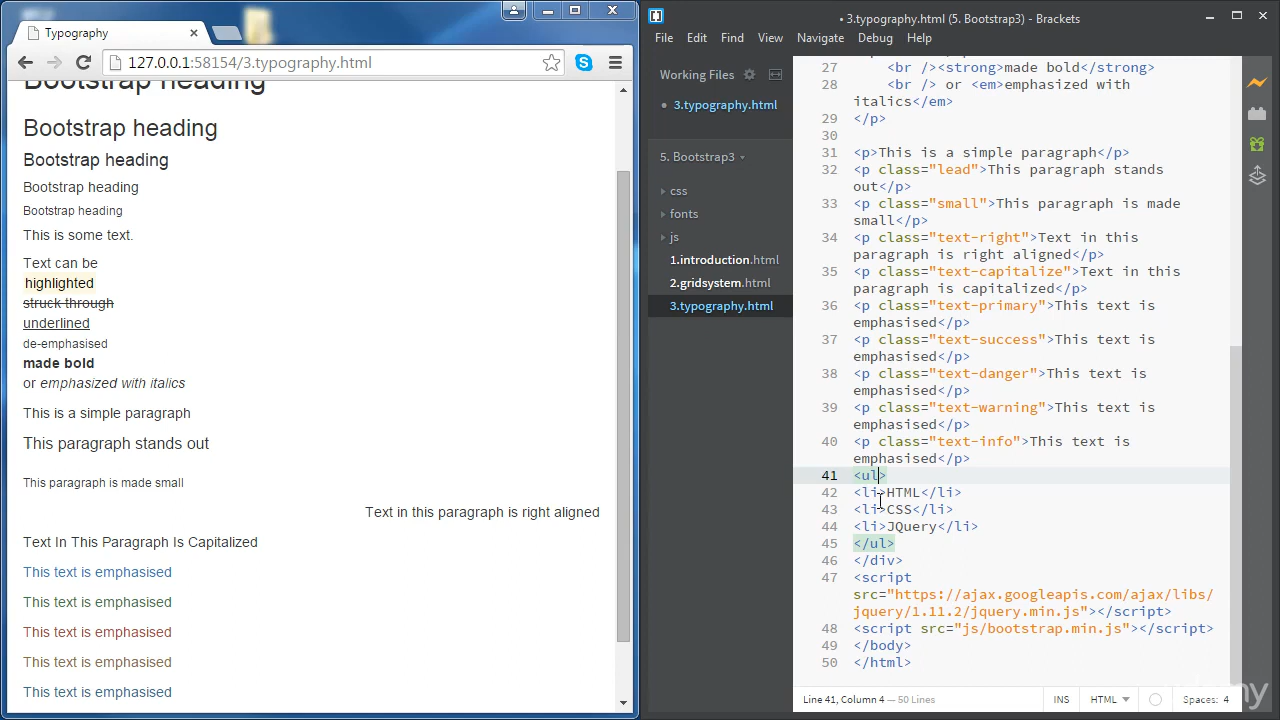 Typography
127.0.0.1:58154/3.typography.html
Bootstrap heading
Bootstrap heading
Bootstrap heading
Bootstrap heading
Bootstrap heading
This is some text.
Text can be
highlighted
struck through
underlined
de-emphasised
made bold
or emphasized with italics
This is a simple paragraph
This paragraph stands out
This paragraph is made small
Text in this paragraph is right aligned
Text In This Paragraph Is Capitalized
This text is emphasised
This text is emphasised
This text is emphasised
This text is emphasised
This text is emphasised
• 3.typography.html (5. Bootstrap3) - Brackets
File Edit Find View Navigate Debug Help
Working Files
3.typography.html
5. Bootstrap3
css
fonts
js
1.introduction.html
2.gridsystem.html
3.typography.html
27 <br /><strong>made bold</strong>
28 <br /> or <em>emphasized with
italics</em>
29 </p>
30
31 <p>This is a simple paragraph</p>
32 <p class="lead">This paragraph stands
out</p>
33 <p class="small">This paragraph is made
small</p>
34 <p class="text-right">Text in this
paragraph is right aligned</p>
35 <p class="text-capitalize">Text in this
paragraph is capitalized</p>
36 <p class="text-primary">This text is
emphasised</p>
37 <p class="text-success">This text is
emphasised</p>
38 <p class="text-danger">This text is
emphasised</p>
39 <p class="text-warning">This text is
emphasised</p>
40 <p class="text-info">This text is
emphasised</p>
41 <ul>
42 <li>HTML</li>
43 <li>CSS</li>
44 <li>JQuery</li>
45 </ul>
46 </div>
47 <script
src="https://ajax.googleapis.com/ajax/libs/
jquery/1.11.2/jquery.min.js"></script>
48 <script src="js/bootstrap.min.js"></script>
49 </body>
50 </html>
Line 41, Column 4 — 50 Lines
INS HTML Spaces: 4